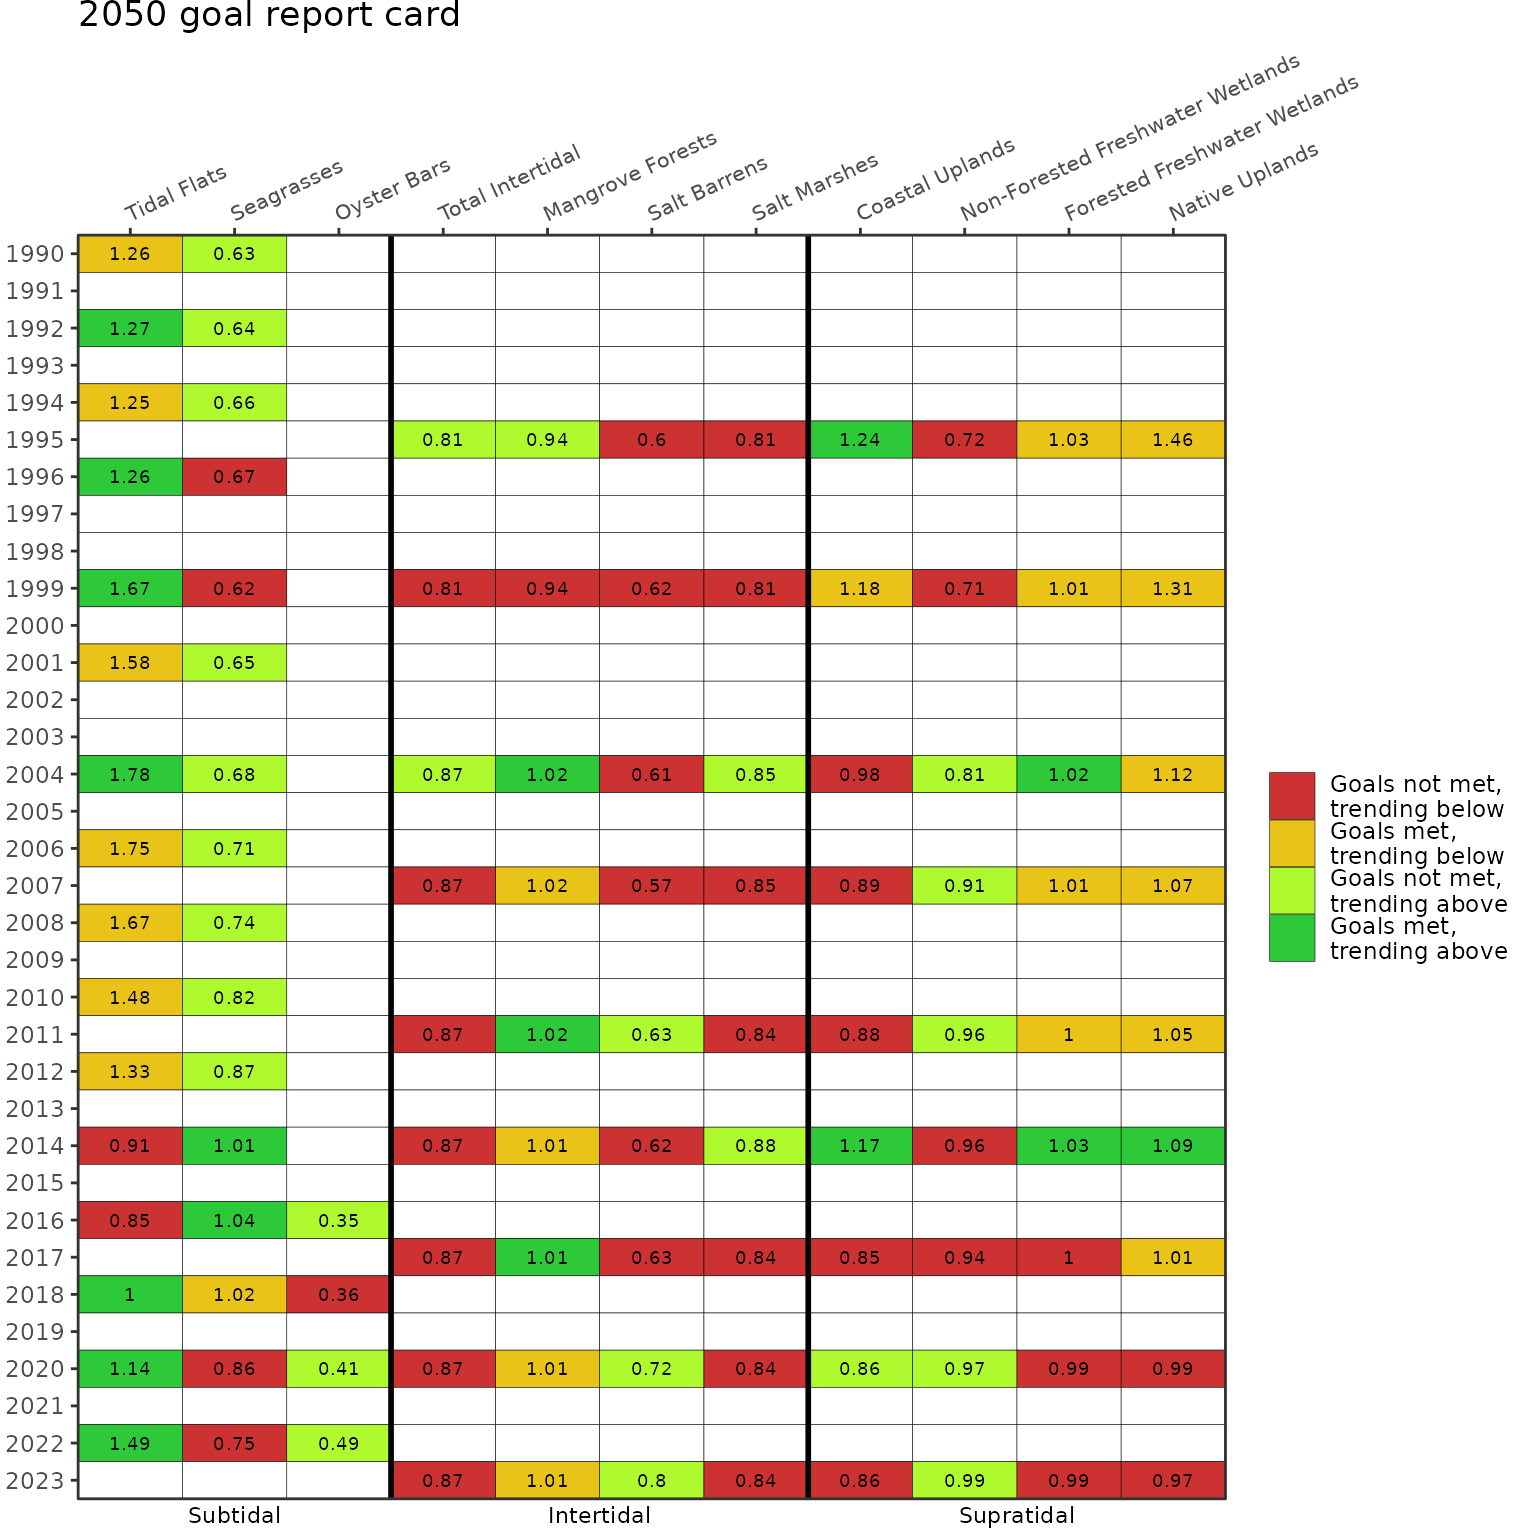 2050 goal report card
Tidal Flats
Seagrasses
Oyster Bars
Total Intertidal
Mangrove Forests
Salt Barrens
Salt Marshes
Coastal Uplands
Non-Forested Freshwater Wetlands
Forested Freshwater Wetlands
Native Uplands
1990 1.26 0.63
1991
1992 1.27 0.64
1993
1994 1.25 0.66
1995 0.81 0.94 0.6 0.81 1.24 0.72 1.03 1.46
1996 1.26 0.67
1997
1998
1999 1.67 0.62 0.81 0.94 0.62 0.81 1.18 0.71 1.01 1.31
2000
2001 1.58 0.65
2002
2003
2004 1.78 0.68 0.87 1.02 0.61 0.85 0.98 0.81 1.02 1.12
2005
2006 1.75 0.71
2007 0.87 1.02 0.57 0.85 0.89 0.91 1.01 1.07
2008 1.67 0.74
2009
2010 1.48 0.82
2011 0.87 1.02 0.63 0.84 0.88 0.96 1 1.05
2012 1.33 0.87
2013
2014 0.91 1.01 0.87 1.01 0.62 0.88 1.17 0.96 1.03 1.09
2015
2016 0.85 1.04 0.35
2017 0.87 1.01 0.63 0.84 0.85 0.94 1 1.01
2018 1 1.02 0.36
2019
2020 1.14 0.86 0.41 0.87 1.01 0.72 0.84 0.86 0.97 0.99 0.99
2021
2022 1.49 0.75 0.49
2023 0.87 1.01 0.8 0.84 0.86 0.99 0.99 0.97
Subtidal Intertidal Supratidal
Goals not met,
trending below
Goals met,
trending below
Goals not met,
trending above
Goals met,
trending above